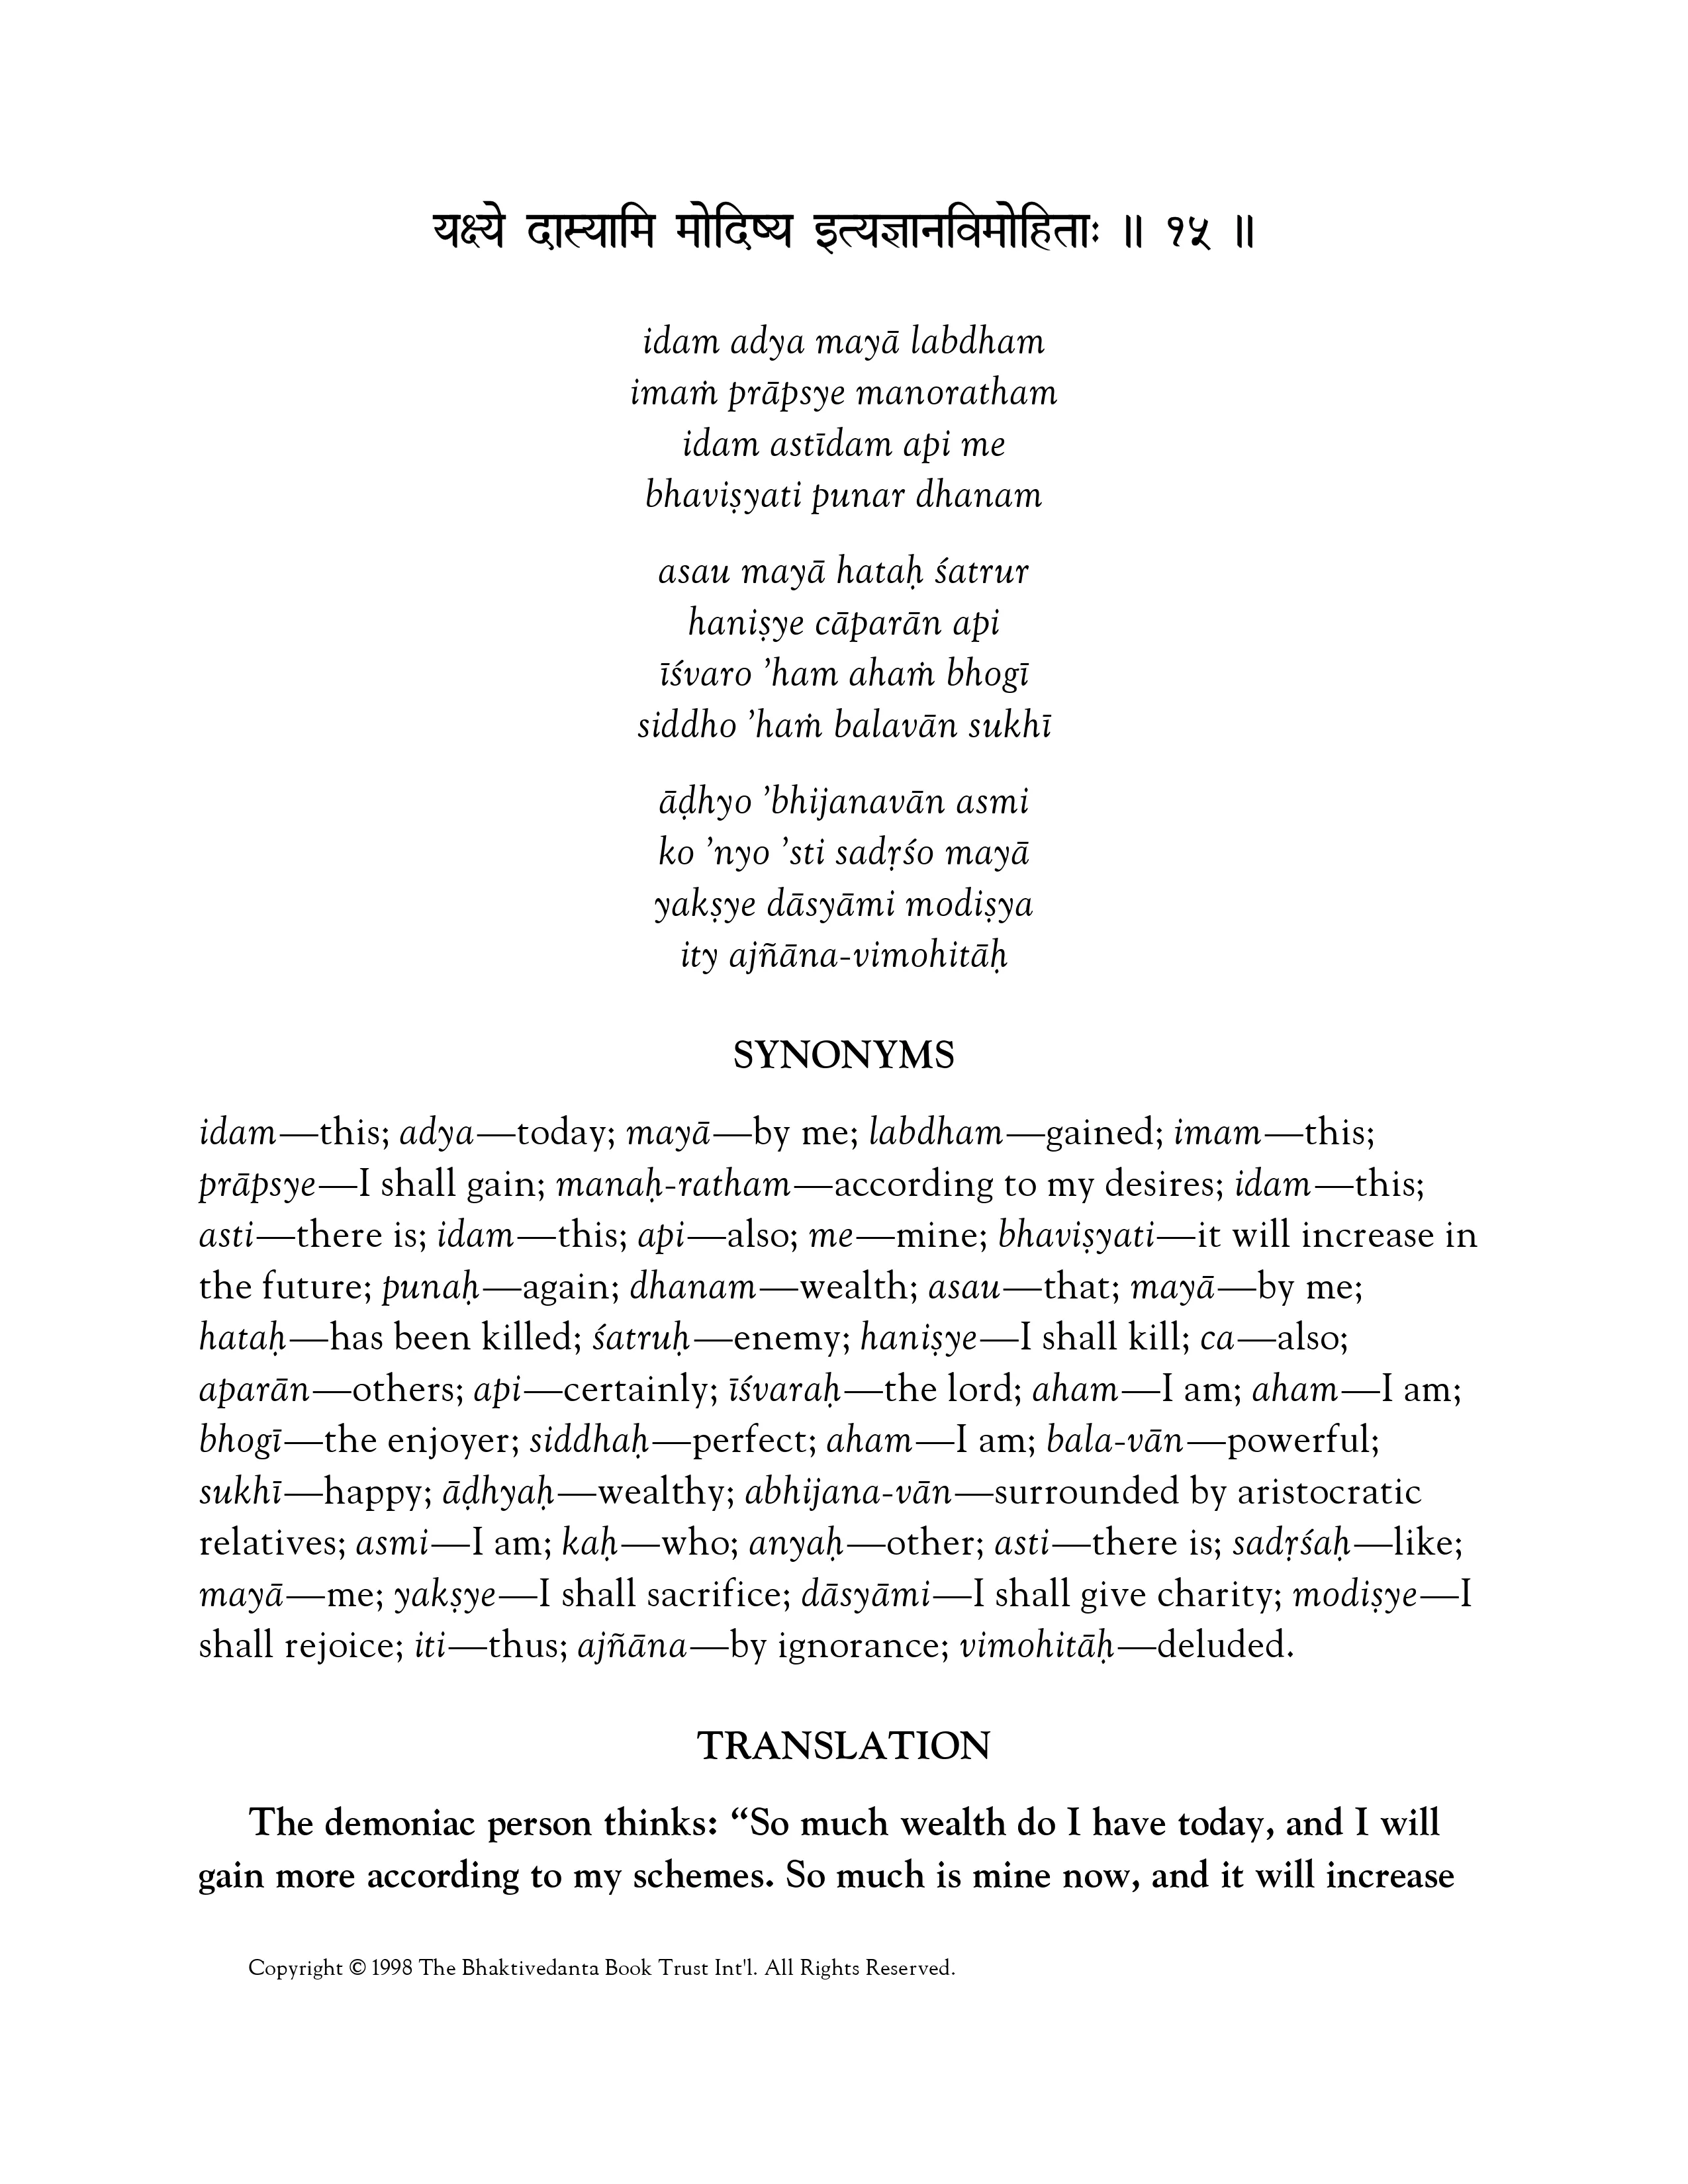 यक्ष्ये दास्यामि मोदिष्य इत्यज्ञानविमोहिताः ॥ १५ ॥
idam adya mayā labdham
imaṁ prāpsye manoratham
idam astīdam api me
bhaviṣyati punar dhanam
asau mayā hataḥ śatrur
haniṣye cāparān api
īśvaro ’ham ahaṁ bhogī
siddho ’haṁ balavān sukhī
āḍhyo ’bhijanavān asmi
ko ’nyo ’sti sadṛśo mayā
yakṣye dāsyāmi modiṣya
ity ajñāna-vimohitāḥ
SYNONYMS
idam—this; adya—today; mayā—by me; labdham—gained; imam—this;
prāpsye—I shall gain; manaḥ-ratham—according to my desires; idam—this;
asti—there is; idam—this; api—also; me—mine; bhaviṣyati—it will increase in
the future; punaḥ—again; dhanam—wealth; asau—that; mayā—by me;
hataḥ—has been killed; śatruḥ—enemy; haniṣye—I shall kill; ca—also;
aparān—others; api—certainly; īśvaraḥ—the lord; aham—I am; aham—I am;
bhogī—the enjoyer; siddhaḥ—perfect; aham—I am; bala-vān—powerful;
sukhī—happy; āḍhyaḥ—wealthy; abhijana-vān—surrounded by aristocratic
relatives; asmi—I am; kaḥ—who; anyaḥ—other; asti—there is; sadṛśaḥ—like;
mayā—me; yakṣye—I shall sacrifice; dāsyāmi—I shall give charity; modiṣye—I
shall rejoice; iti—thus; ajñāna—by ignorance; vimohitāḥ—deluded.
TRANSLATION
The demoniac person thinks: “So much wealth do I have today, and I will
gain more according to my schemes. So much is mine now, and it will increase
Copyright © 1998 The Bhaktivedanta Book Trust Int'l. All Rights Reserved.